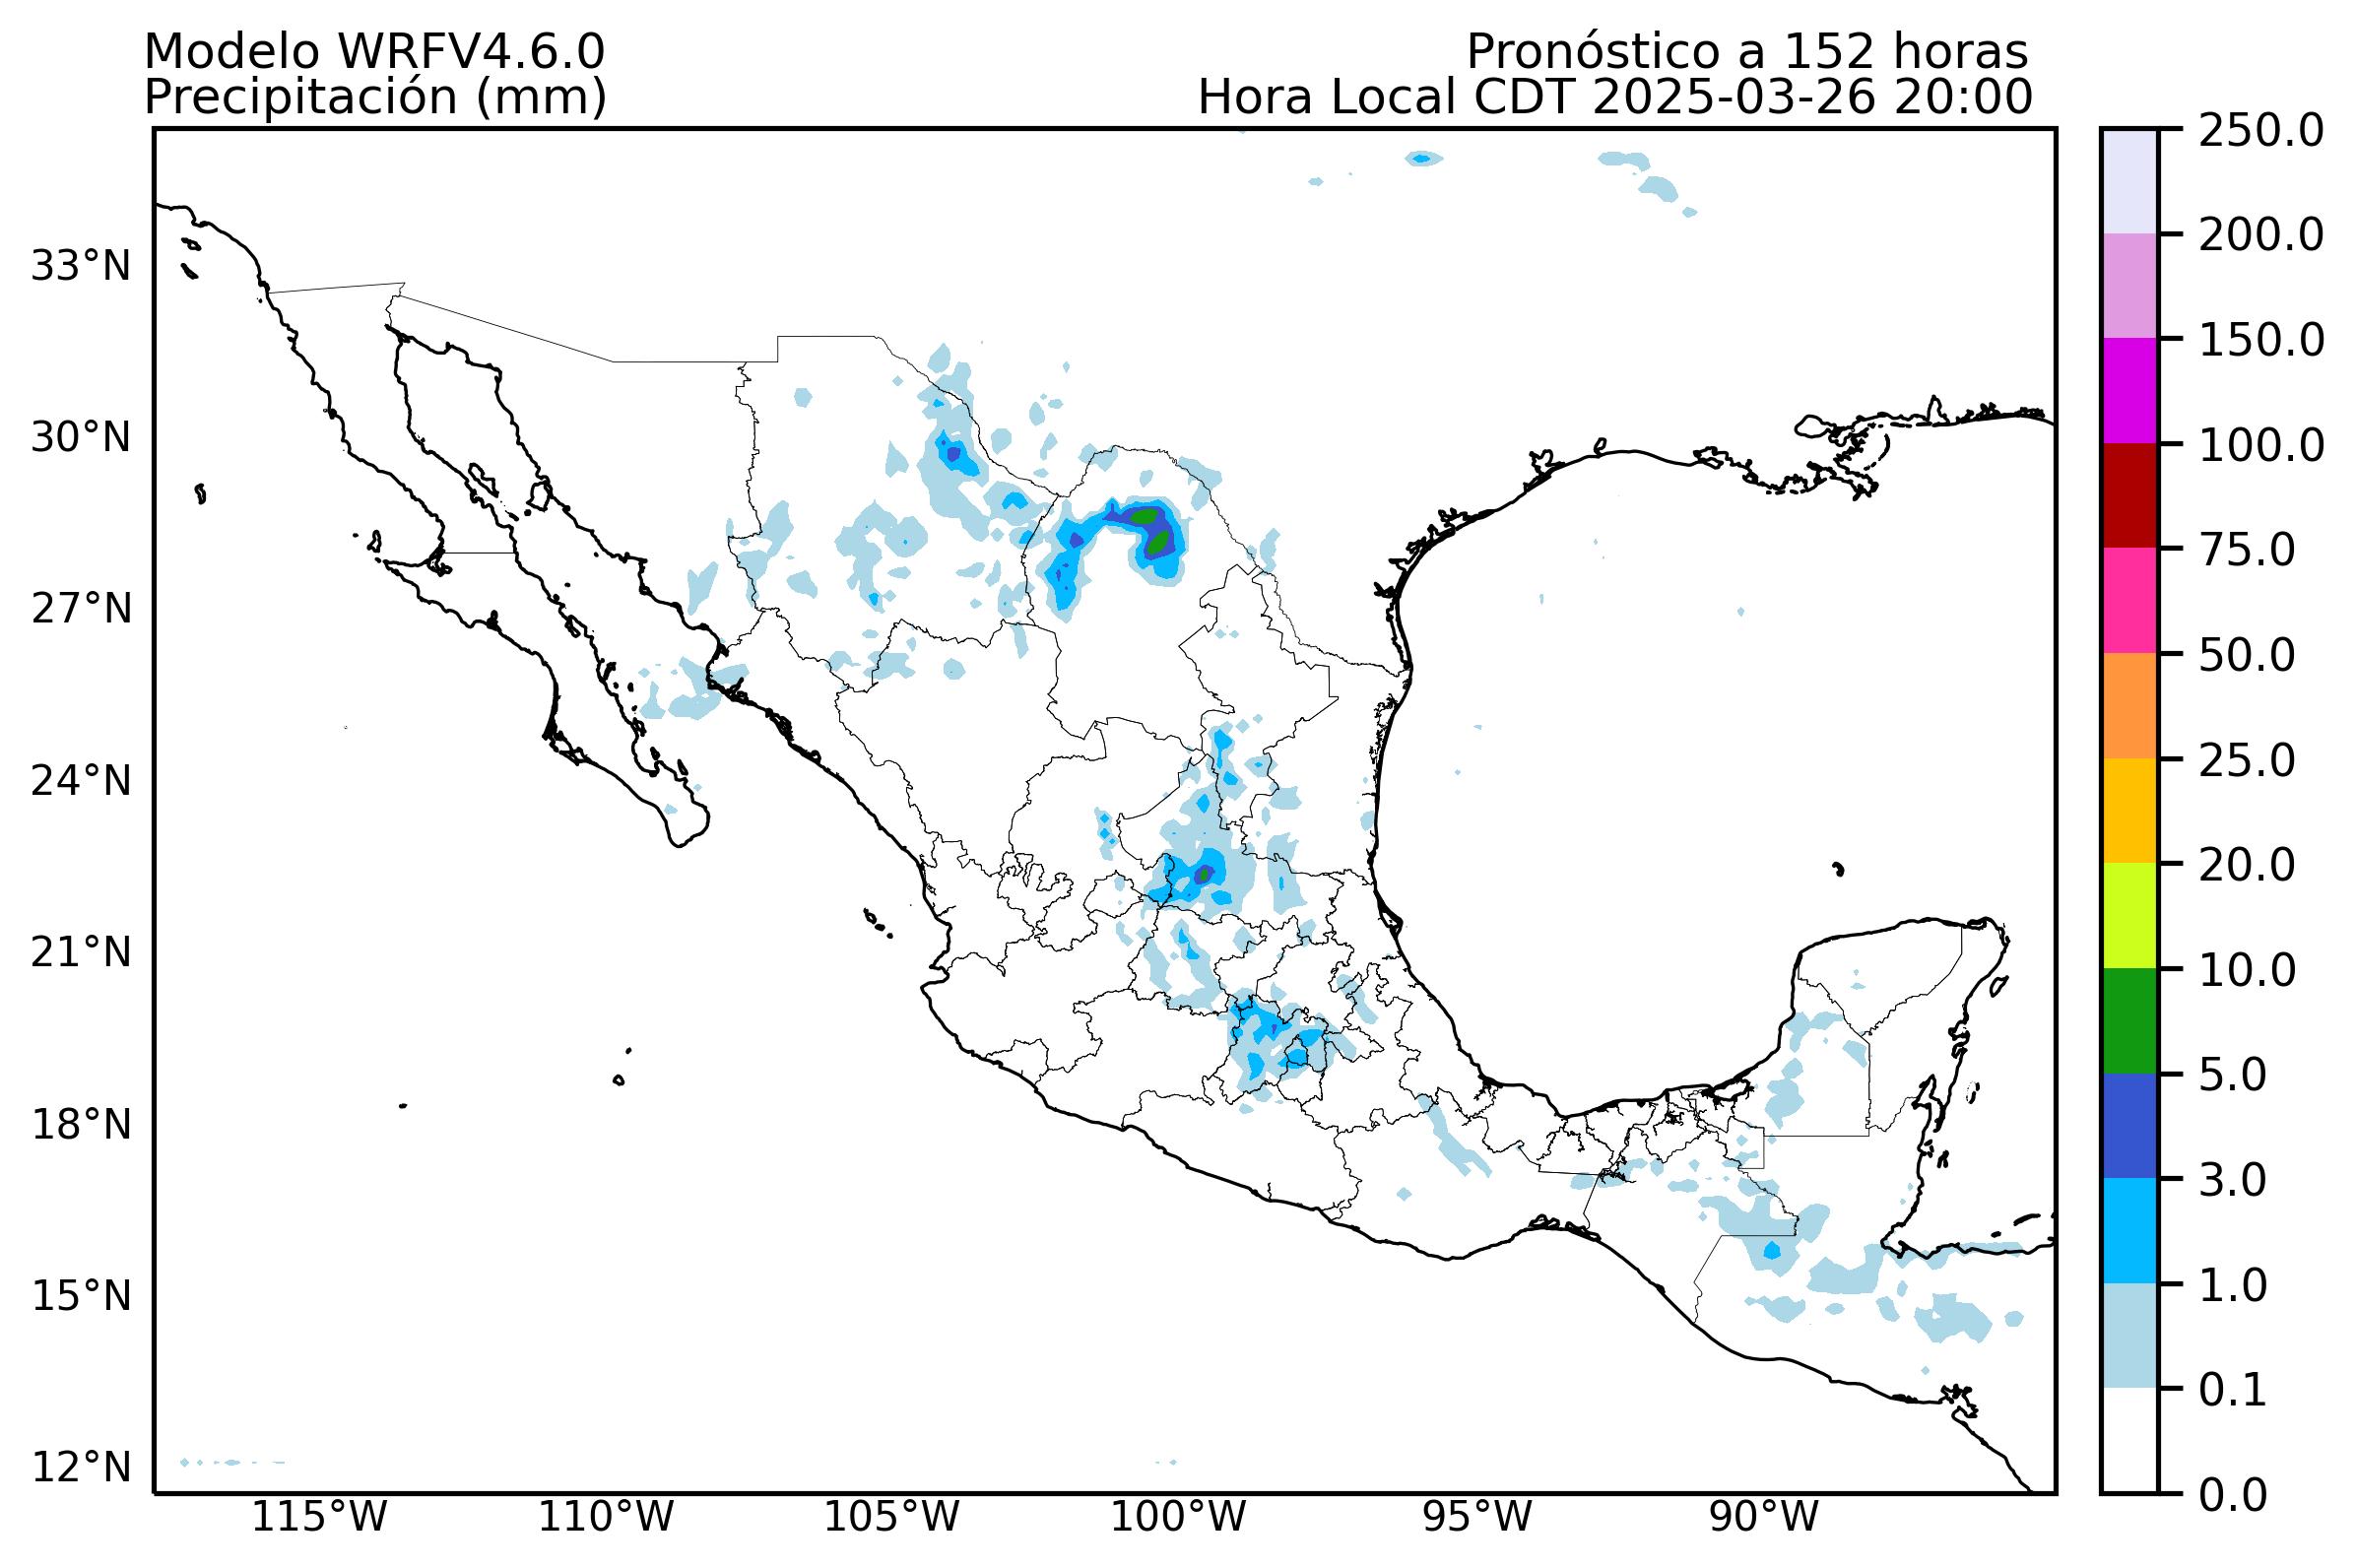 Modelo WRFV4.6.0
Precipitación (mm)
Pronóstico a 152 horas
Hora Local CDT 2025-03-26 20:00
33°N
30°N
27°N
24°N
21°N
18°N
15°N
12°N
115°W
110°W
105°W
100°W
95°W
90°W
250.0
200.0
150.0
100.0
75.0
50.0
25.0
20.0
10.0
5.0
3.0
1.0
0.1
0.0